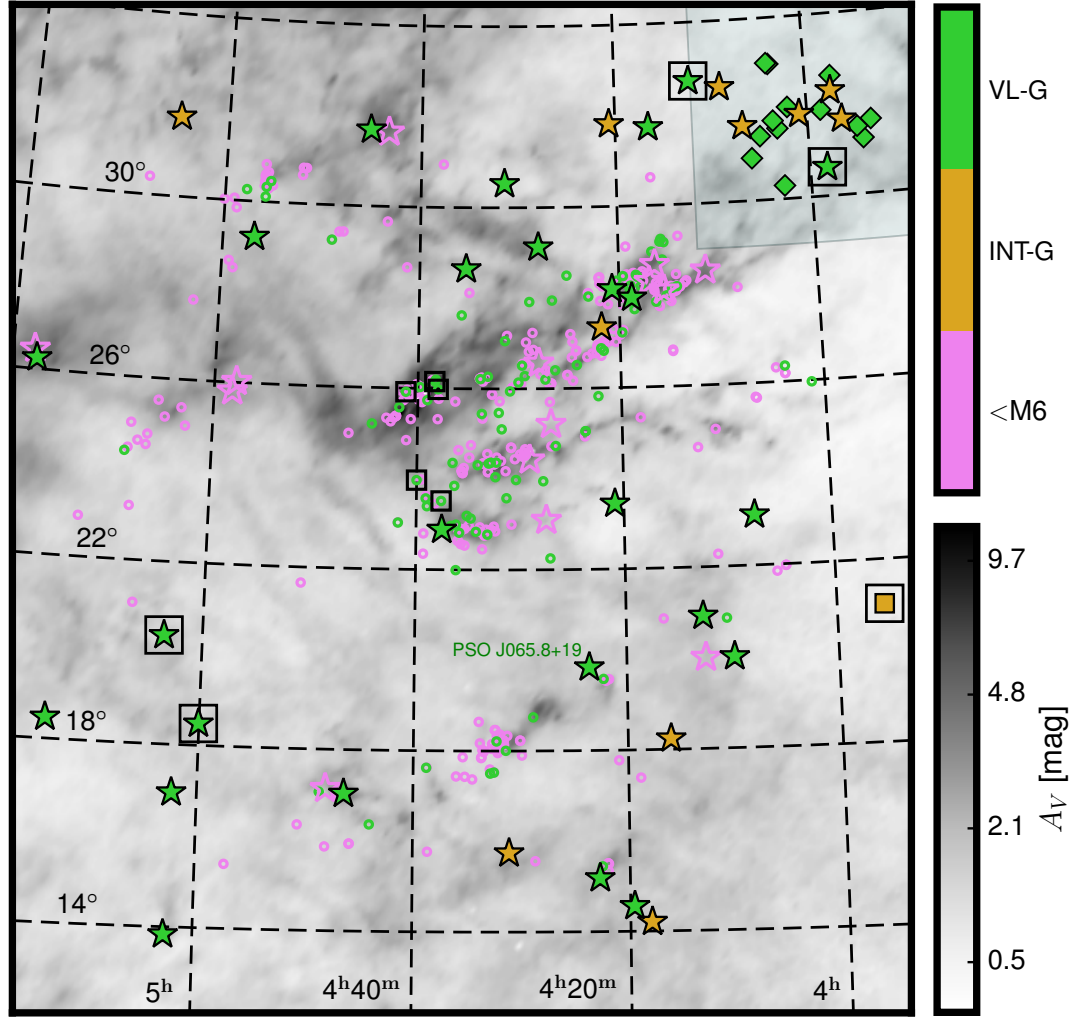 VL-G
30°
INT-G
26°
<M6
22°
9.7
PSO J065.8+19
4.8
18°
A_V [mag]
2.1
14°
0.5
5ʰ
4ʰ40ᵐ
4ʰ20ᵐ
4ʰ